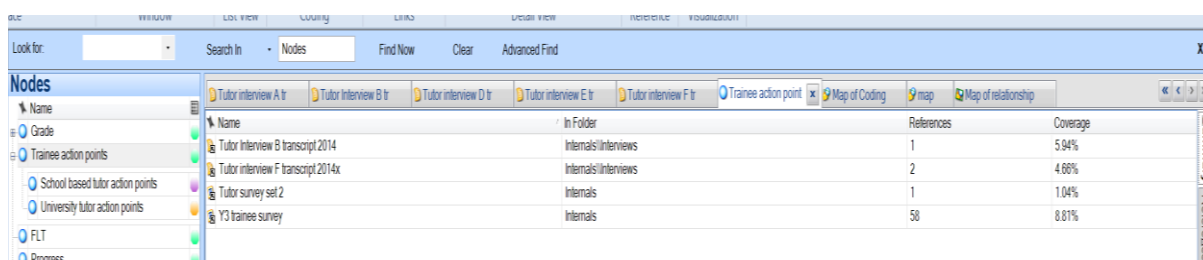 Window List View Coding Links Detail View Reference Visualization
Look for: Search In Nodes Find Now Clear Advanced Find X
Nodes
Tutor interview A tr Tutor Interview B tr Tutor interview D tr Tutor interview E tr Tutor interview F tr Trainee action point x Map of Coding map Map of relationship
Name
Name In Folder References Coverage
Grade
Tutor Interview B transcript 2014 Internals\\Interviews 1 5.94%
Trainee action points
Tutor interview F transcript 2014x Internals\\Interviews 2 4.66%
School based tutor action points
Tutor survey set 2 Internals 1 1.04%
University tutor action points
Y3 trainee survey Internals 58 8.81%
FLT
Progress